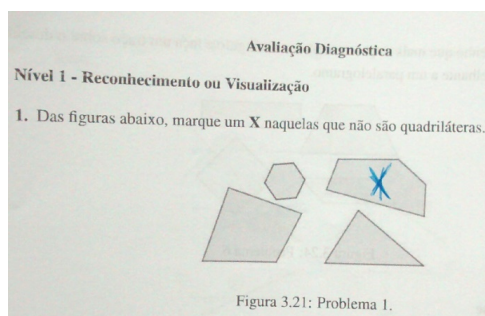 Avaliação Diagnóstica
Nível 1 - Reconhecimento ou Visualização
1. Das figuras abaixo, marque um X naquelas que não são quadriláteras.
X
Figura 3.21: Problema 1.